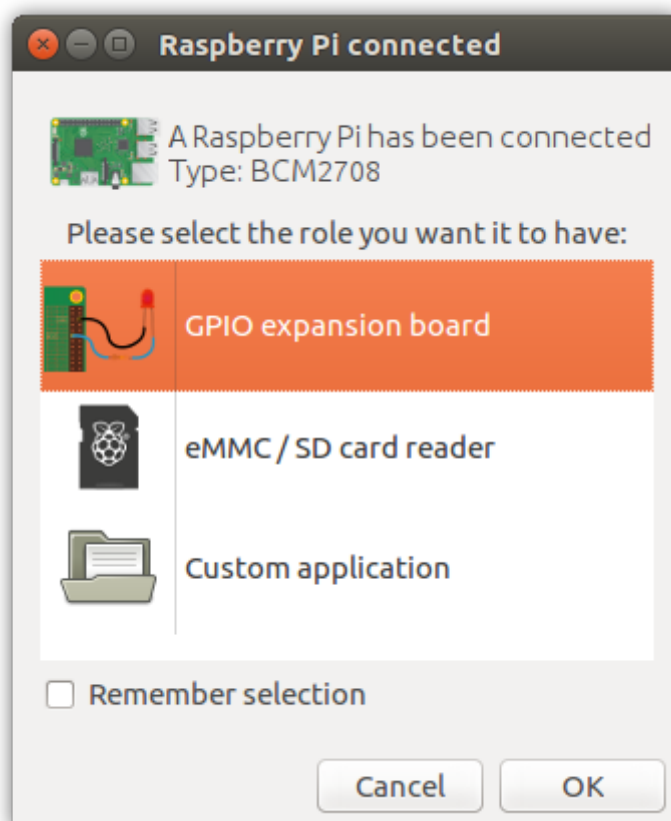 Raspberry Pi connected
A Raspberry Pi has been connected
Type: BCM2708
Please select the role you want it to have:
GPIO expansion board
eMMC / SD card reader
Custom application
Remember selection
Cancel OK